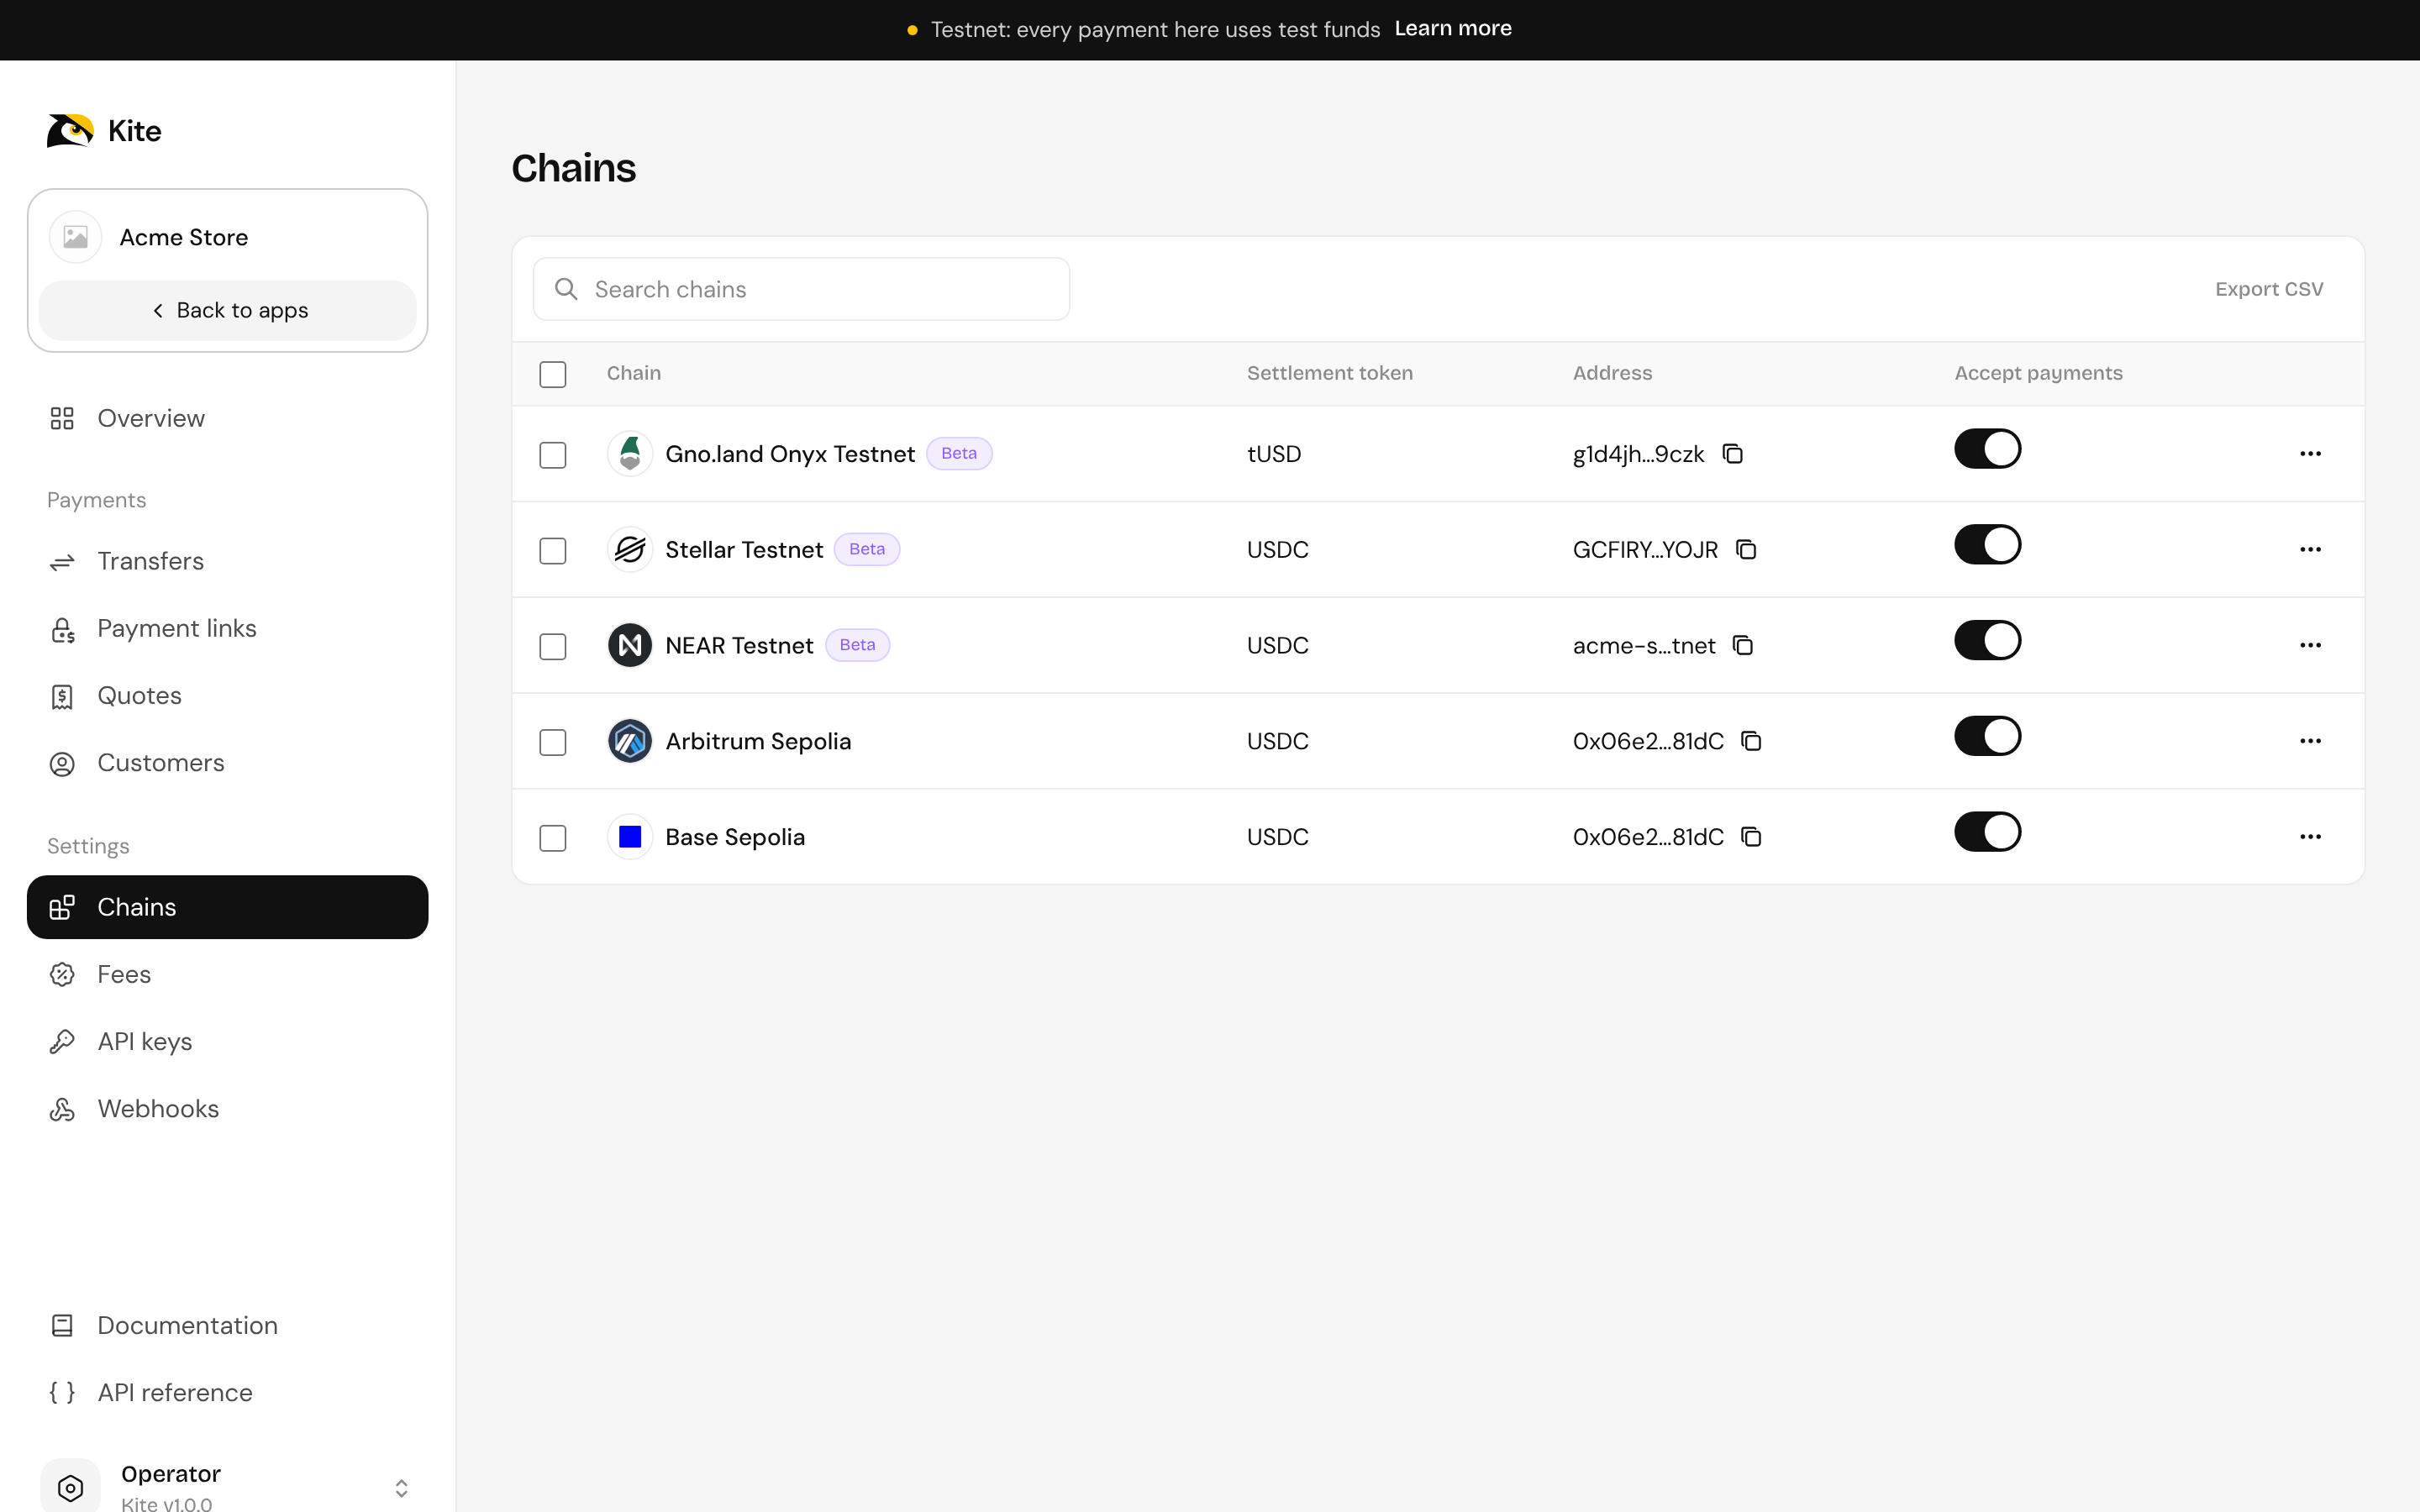 Testnet: every payment here uses test funds Learn more
Kite
Acme Store
Back to apps
Overview
Payments
Transfers
Payment links
Quotes
Customers
Settings
Chains
Fees
API keys
Webhooks
Documentation
API reference
Operator
Kite v1.0.0
Chains
Search chains
Export CSV
Chain Settlement token Address Accept payments
Gno.land Onyx Testnet Beta tUSD g1d4jh...9czk
Stellar Testnet Beta USDC GCFIRY...YOJR
NEAR Testnet Beta USDC acme-s...tnet
Arbitrum Sepolia USDC 0x06e2...81dC
Base Sepolia USDC 0x06e2...81dC